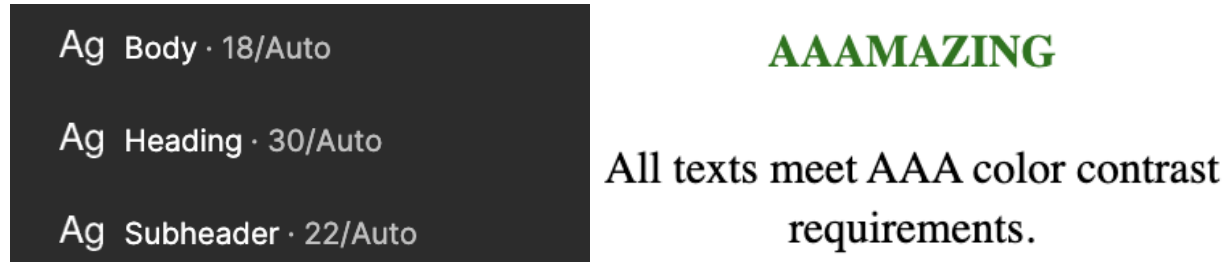 Ag Body · 18/Auto
Ag Heading · 30/Auto
Ag Subheader · 22/Auto
AAAMAZING
All texts meet AAA color contrast
requirements.